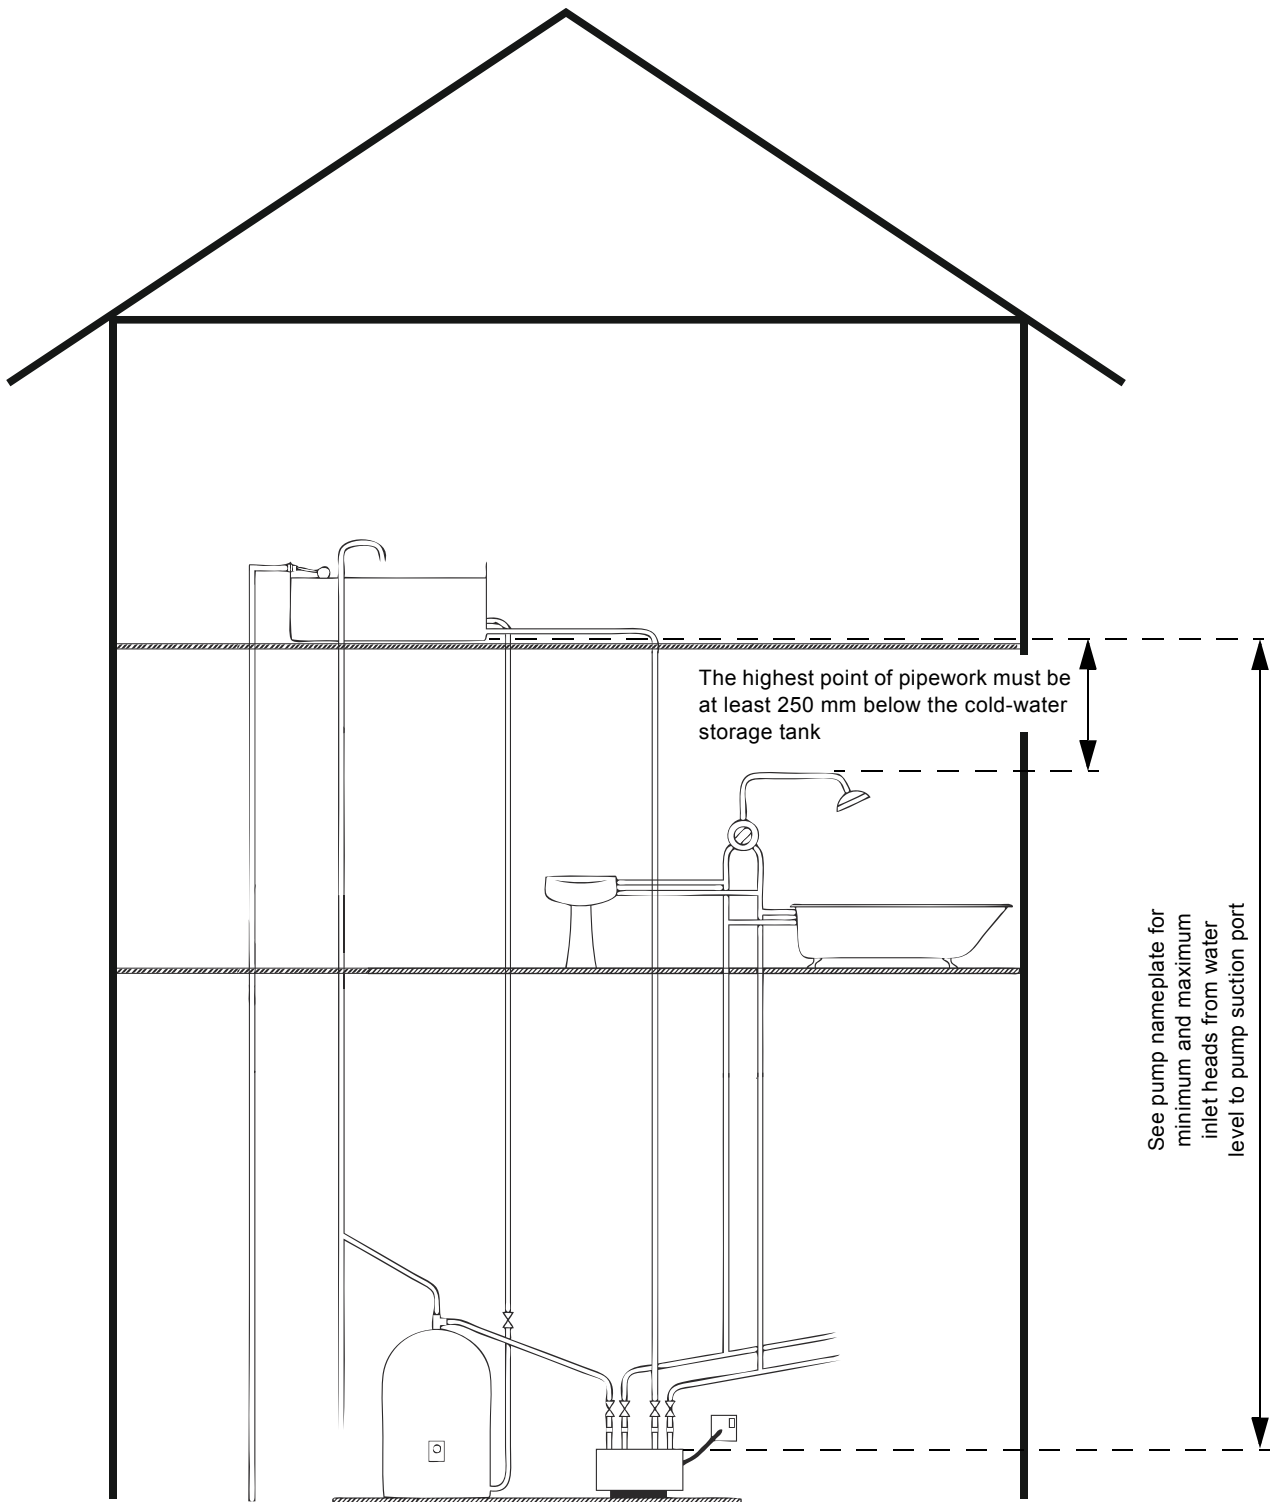 The highest point of pipework must be
at least 250 mm below the cold-water
storage tank
See pump nameplate for
minimum and maximum
inlet heads from water
level to pump suction port